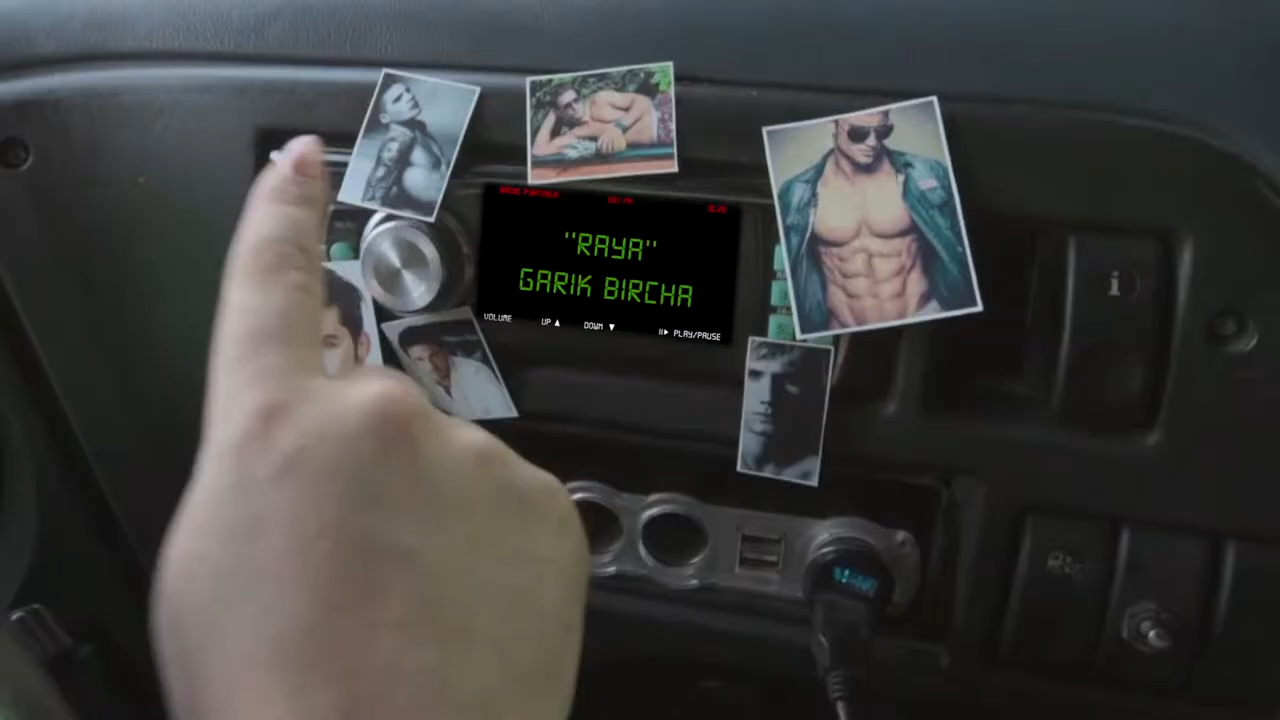 "RAYA"
GARIK BIRCHA
VOLUME UP ▲ DOWN ▼ II▶ PLAY/PAUSE
i